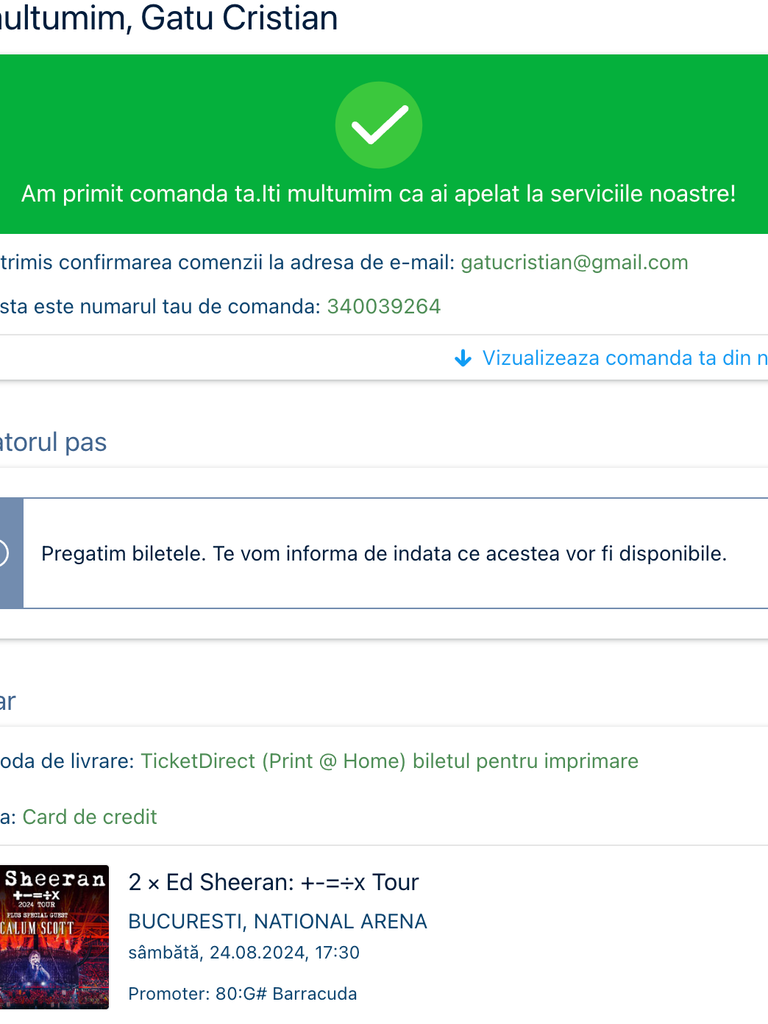 multumim, Gatu Cristian
Am primit comanda ta.Iti multumim ca ai apelat la serviciile noastre!
trimis confirmarea comenzii la adresa de e-mail: gatucristian@gmail.com
sta este numarul tau de comanda: 340039264
Vizualizeaza comanda ta din n
atorul pas
Pregatim biletele. Te vom informa de indata ce acestea vor fi disponibile.
ar
oda de livrare: TicketDirect (Print @ Home) biletul pentru imprimare
a: Card de credit
Sheeran
+-=÷x
2024 TOUR
PLUS SPECIAL GUEST
CALUM SCOTT
2 × Ed Sheeran: +-=÷x Tour
BUCURESTI, NATIONAL ARENA
sâmbătă, 24.08.2024, 17:30
Promoter: 80:G# Barracuda